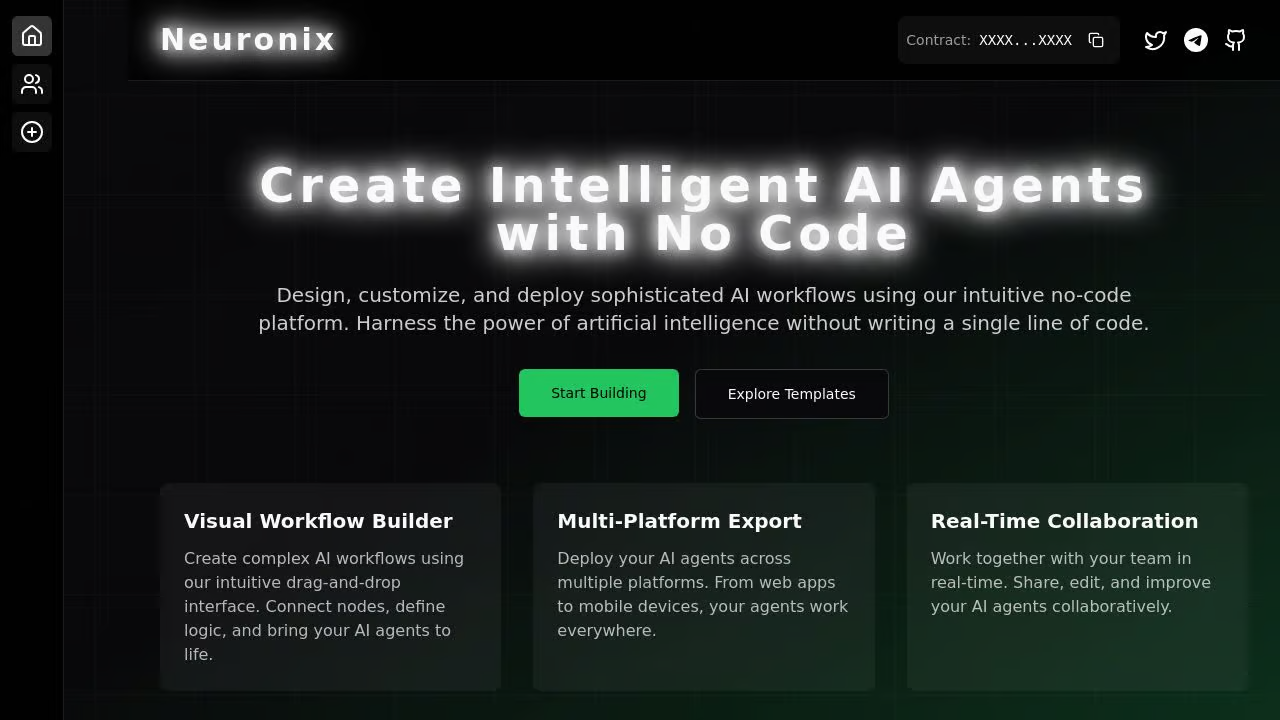 Neuronix
Contract: XXXX...XXXX
Create Intelligent AI Agents
with No Code
Design, customize, and deploy sophisticated AI workflows using our intuitive no-code
platform. Harness the power of artificial intelligence without writing a single line of code.
Start Building
Explore Templates
Visual Workflow Builder
Create complex AI workflows using
our intuitive drag-and-drop
interface. Connect nodes, define
logic, and bring your AI agents to
life.
Multi-Platform Export
Deploy your AI agents across
multiple platforms. From web apps
to mobile devices, your agents work
everywhere.
Real-Time Collaboration
Work together with your team in
real-time. Share, edit, and improve
your AI agents collaboratively.